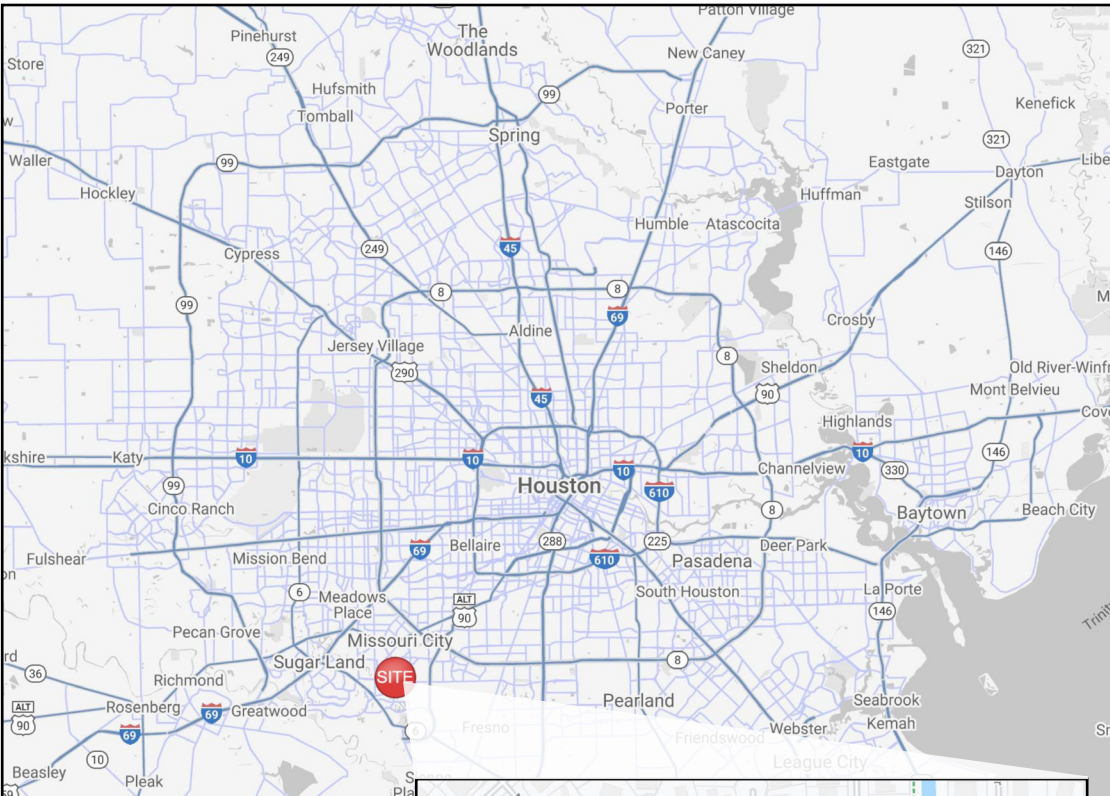 Patton Village
Pinehurst
The
Woodlands
249
New Caney
321
Store
Hufsmith
99
Kenefick
Tomball
Porter
Spring
321
Waller
99
Eastgate
Dayton
Hockley
Huffman
Stilson
Humble
Atascocita
249
45
146
Cypress
8
8
99
69
Crosby
Aldine
Jersey Village
8
Sheldon
290
Mont Belvieu
90
45
Highlands
Katy
10
10
10
Channelview
10
146
330
99
Houston
610
Cinco Ranch
8
Baytown
Beach City
69
Bellaire
288
225
Deer Park
Fulshear
Mission Bend
610
Pasadena
6
Meadows
Place
ALT
90
South Houston
La Porte
146
Pecan Grove
Missouri City
Sugar Land
8
SITE
36
Richmond
Rosenberg
ALT
90
69
Greatwood
Pearland
Seabrook
69
6
Fresno
Friendswood
Webster
Kemah
10
League City
Beasley
Pleak